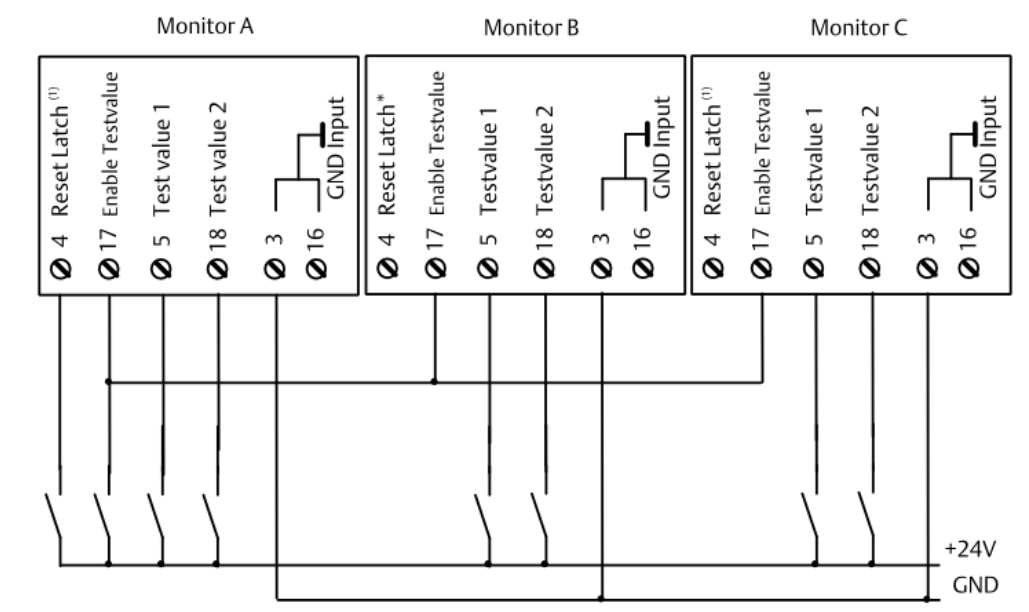 Monitor A
Monitor B
Monitor C
4 Reset Latch (1)
17 Enable Testvalue
5 Test value 1
18 Test value 2
3
16
GND Input
4 Reset Latch*
17 Enable Testvalue
5 Testvalue 1
18 Testvalue 2
3
16
GND Input
4 Reset Latch (1)
17 Enable Testvalue
5 Testvalue 1
18 Testvalue 2
3
16
GND Input
+24V
GND